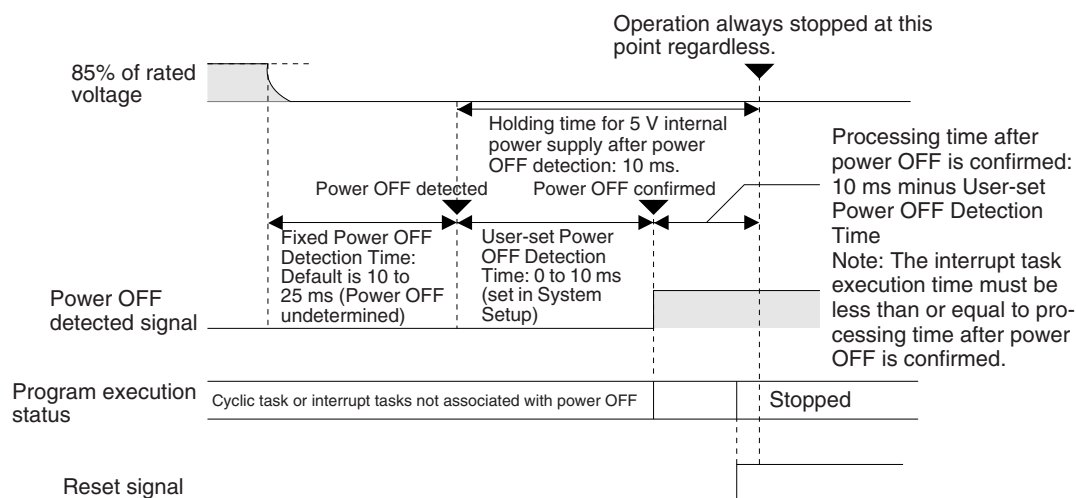 Operation always stopped at this
point regardless.
85% of rated
voltage
Holding time for 5 V internal
power supply after power
OFF detection: 10 ms.
Processing time after
power OFF is confirmed:
10 ms minus User-set
Power OFF Detection
Time
Note: The interrupt task
execution time must be
less than or equal to pro-
cessing time after power
OFF is confirmed.
Power OFF detected
Power OFF confirmed
Fixed Power OFF
Detection Time:
Default is 10 to
25 ms (Power OFF
undetermined)
User-set Power
OFF Detection
Time: 0 to 10 ms
(set in System
Setup)
Power OFF
detected signal
Program execution
status
Cyclic task or interrupt tasks not associated with power OFF
Stopped
Reset signal